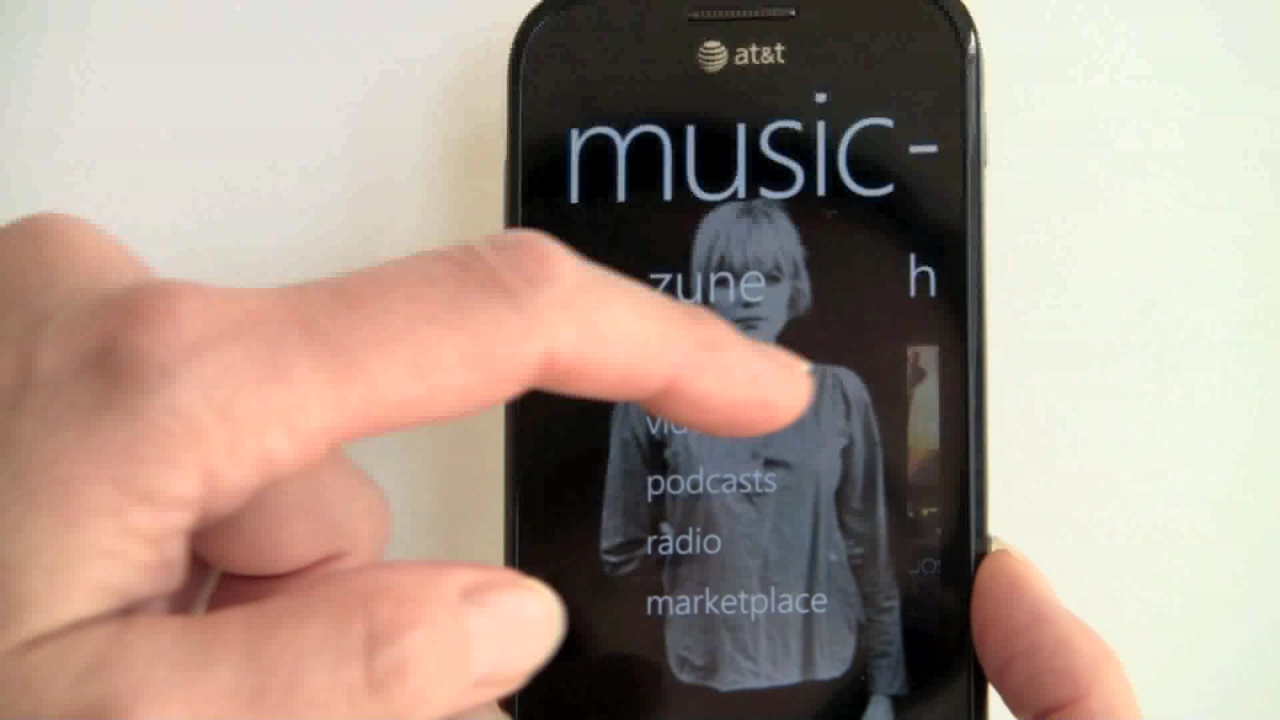 at&t
music -
zune
h
podcasts
radio
marketplace